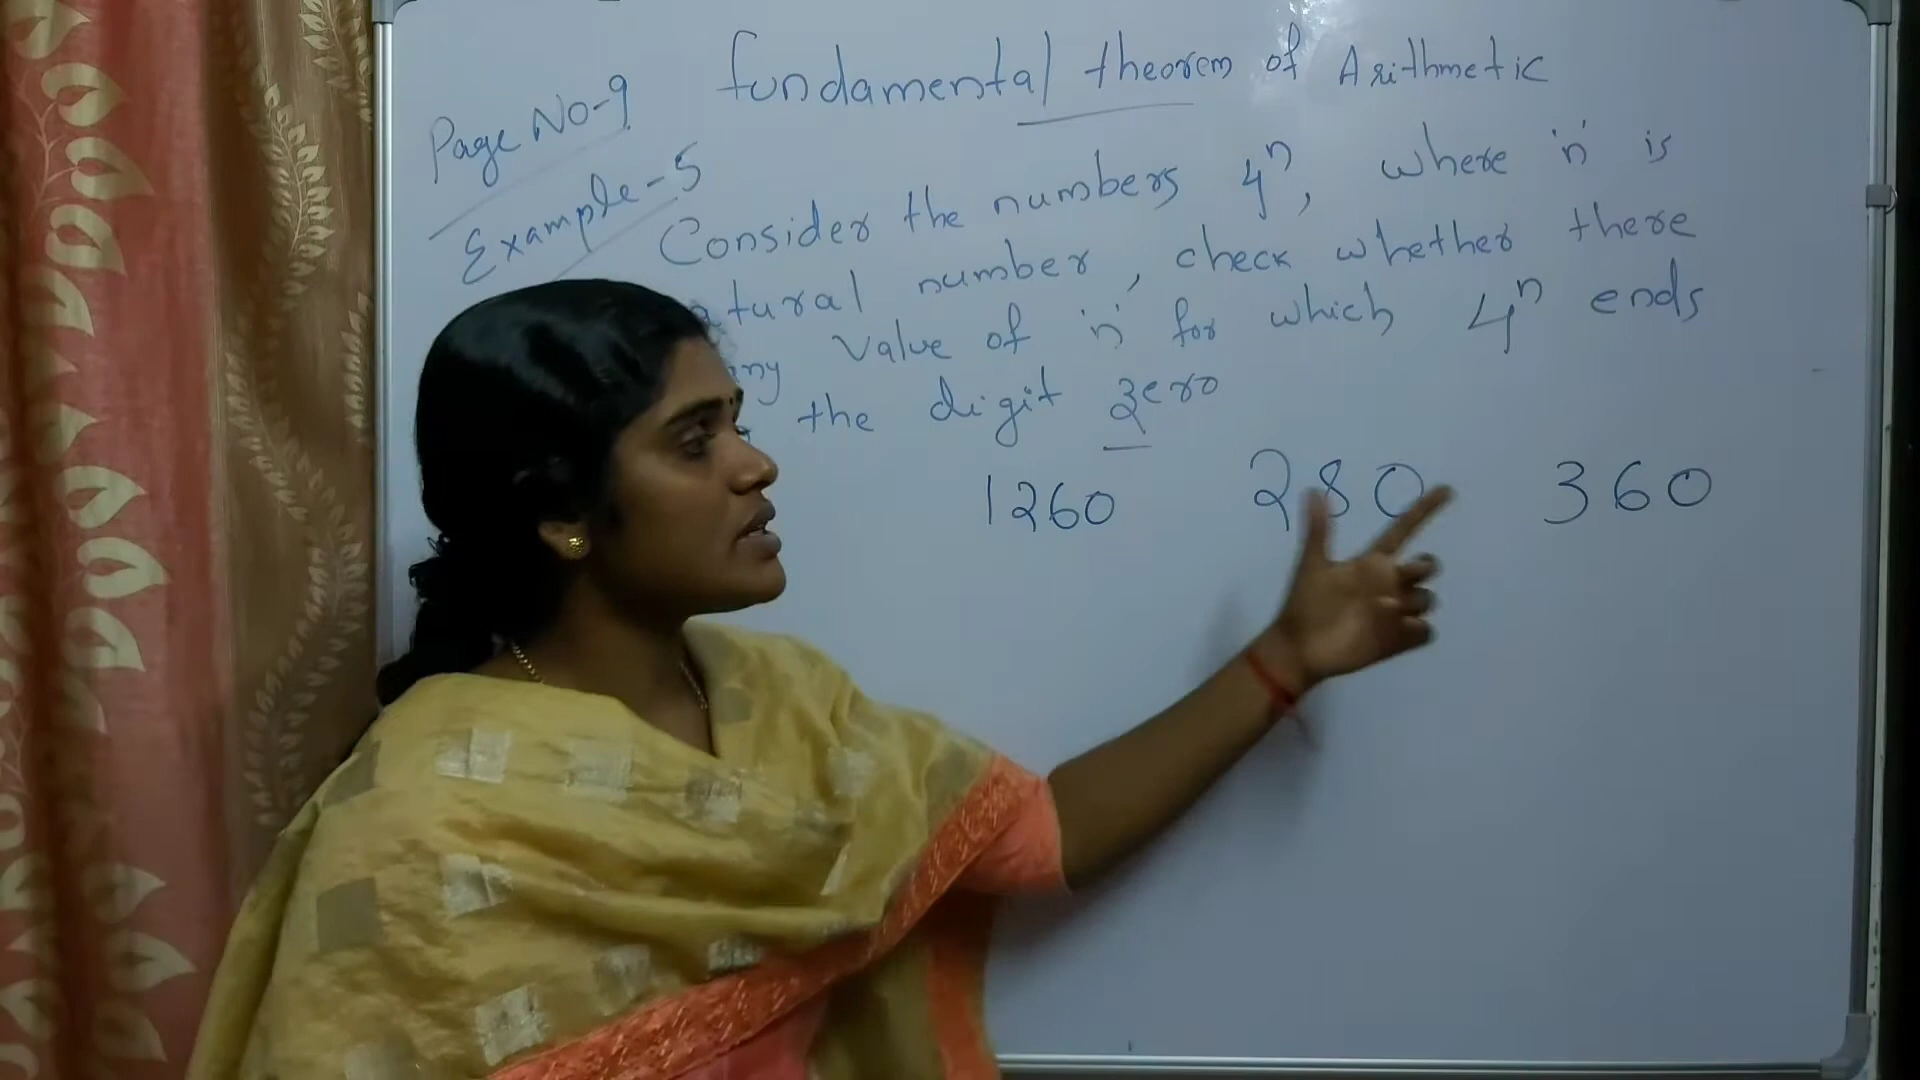 Fundamental theorem of Arithmetic
Page No-9
Example-5
Consider the numbers 4ⁿ, where 'n' is
number, check whether there
Value of 'n' for which 4ⁿ ends
the digit zero
1260 280 360